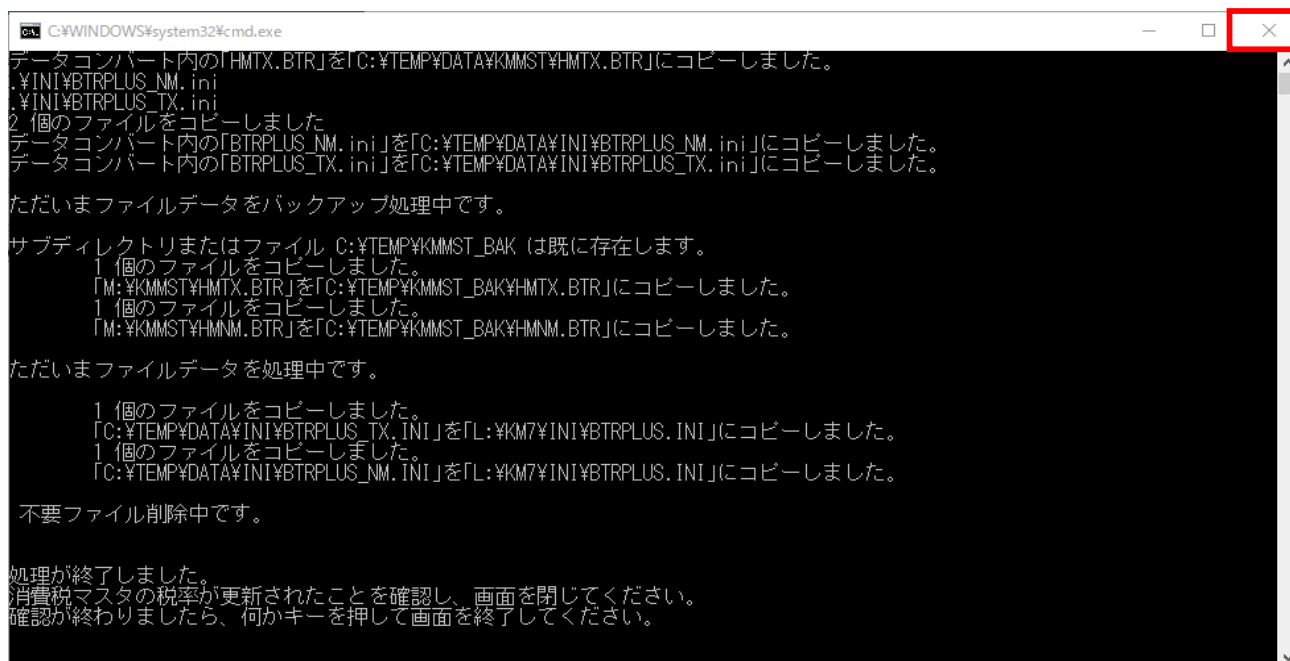 C:¥WINDOWS¥system32¥cmd.exe
データコンバート内の｢HMTX.BTR｣を｢C:¥TEMP¥DATA¥KMMST¥HMTX.BTR｣にコピーしました。
.¥INI¥BTRPLUS_NM.ini
.¥INI¥BTRPLUS_TX.ini
2 個のファイルをコピーしました
データコンバート内の｢BTRPLUS_NM.ini｣を｢C:¥TEMP¥DATA¥INI¥BTRPLUS_NM.ini｣にコピーしました。
データコンバート内の｢BTRPLUS_TX.ini｣を｢C:¥TEMP¥DATA¥INI¥BTRPLUS_TX.ini｣にコピーしました。
ただいまファイルデータをバックアップ処理中です。
サブディレクトリまたはファイル C:¥TEMP¥KMMST_BAK は既に存在します。
1 個のファイルをコピーしました。
｢M:¥KMMST¥HMTX.BTR｣を｢C:¥TEMP¥KMMST_BAK¥HMTX.BTR｣にコピーしました。
1 個のファイルをコピーしました。
｢M:¥KMMST¥HMNM.BTR｣を｢C:¥TEMP¥KMMST_BAK¥HMNM.BTR｣にコピーしました。
ただいまファイルデータを処理中です。
1 個のファイルをコピーしました。
｢C:¥TEMP¥DATA¥INI¥BTRPLUS_TX.INI｣を｢L:¥KM7¥INI¥BTRPLUS.INI｣にコピーしました。
1 個のファイルをコピーしました。
｢C:¥TEMP¥DATA¥INI¥BTRPLUS_NM.INI｣を｢L:¥KM7¥INI¥BTRPLUS.INI｣にコピーしました。
不要ファイル削除中です。
処理が終了しました。
消費税マスタの税率が更新されたことを確認し、画面を閉じてください。
確認が終わりましたら、何かキーを押して画面を終了してください。